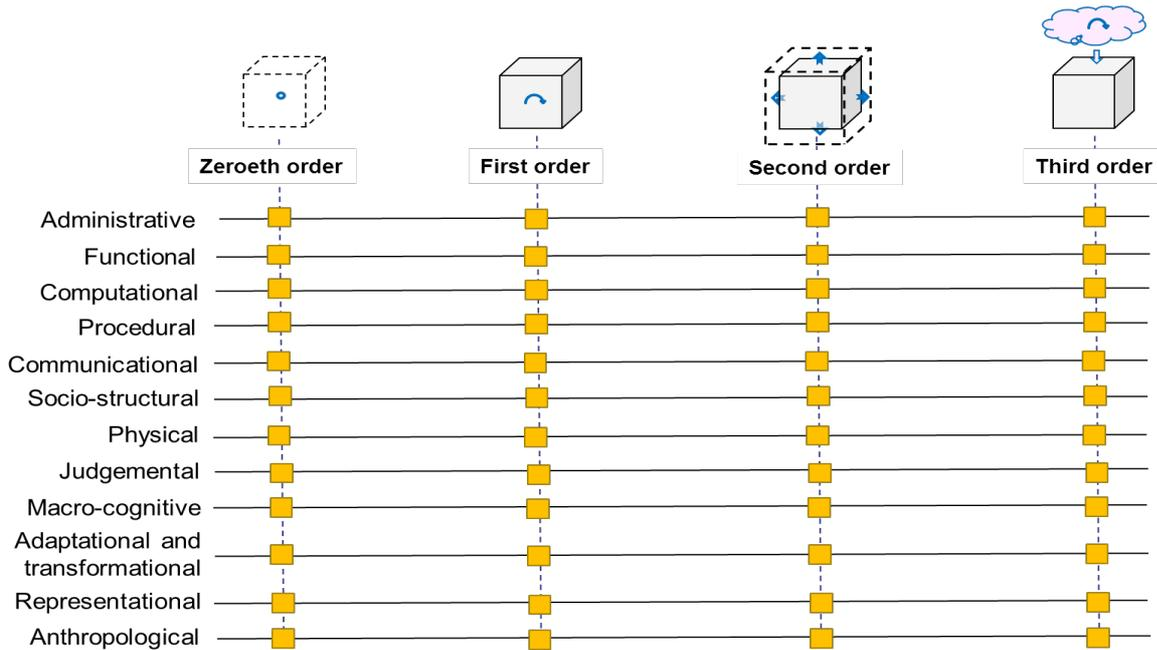 Zeroeth order
First order
Second order
Third order
Administrative
Functional
Computational
Procedural
Communicational
Socio-structural
Physical
Judgemental
Macro-cognitive
Adaptational and
transformational
Representational
Anthropological